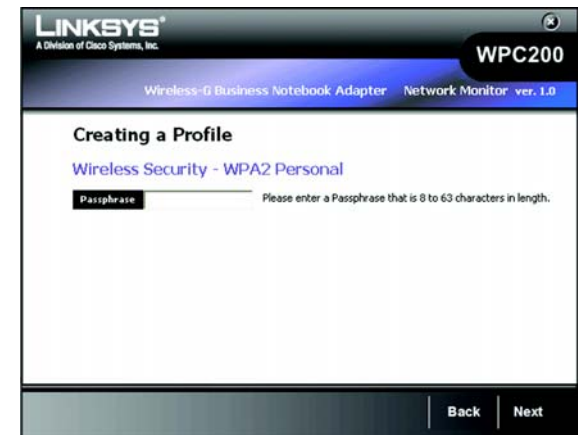 LINKSYS®
A Division of Cisco Systems, Inc.
WPC200
Wireless-G Business Notebook Adapter Network Monitor ver. 1.0
Creating a Profile
Wireless Security - WPA2 Personal
Passphrase Please enter a Passphrase that is 8 to 63 characters in length.
Back Next